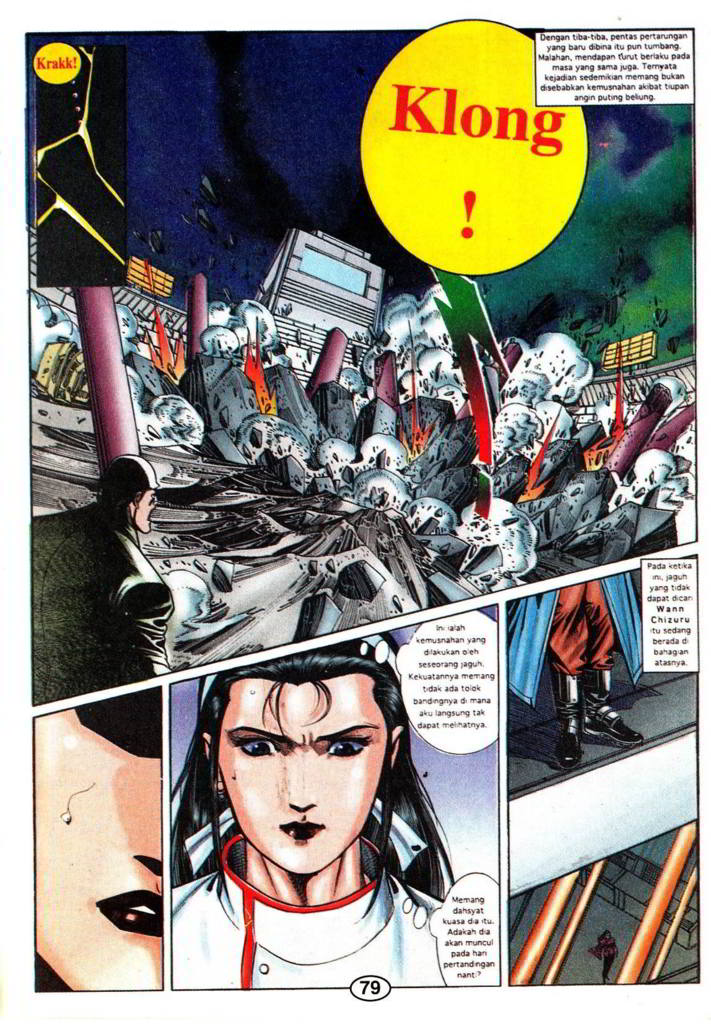 Krakk!
Klong
!
Dengan tiba-tiba, pentas pertarungan
yang baru dibina itu pun tumbang.
Malahan, mendapan turut berlaku pada
masa yang sama juga. Ternyata
kejadian sedemikian memang bukan
disebabkan kemusnahan akibat tiupan
angin puting beliung.
Ini ialah
kemusnahan yang
dilakukan oleh
seseorang jaguh.
Kekuatannya memang
tidak ada tolok
bandingnya di mana
aku langsung tak
dapat melihatnya.
Memang
dahsyat
kuasa dia itu.
Adakah dia
akan muncul
pada hari
pertandingan
nanti?
Pada ketika
ini, jaguh
yang tidak
dapat dicari
Wann
Chizuru
itu sedang
berada di
bahagian
atasnya.
79